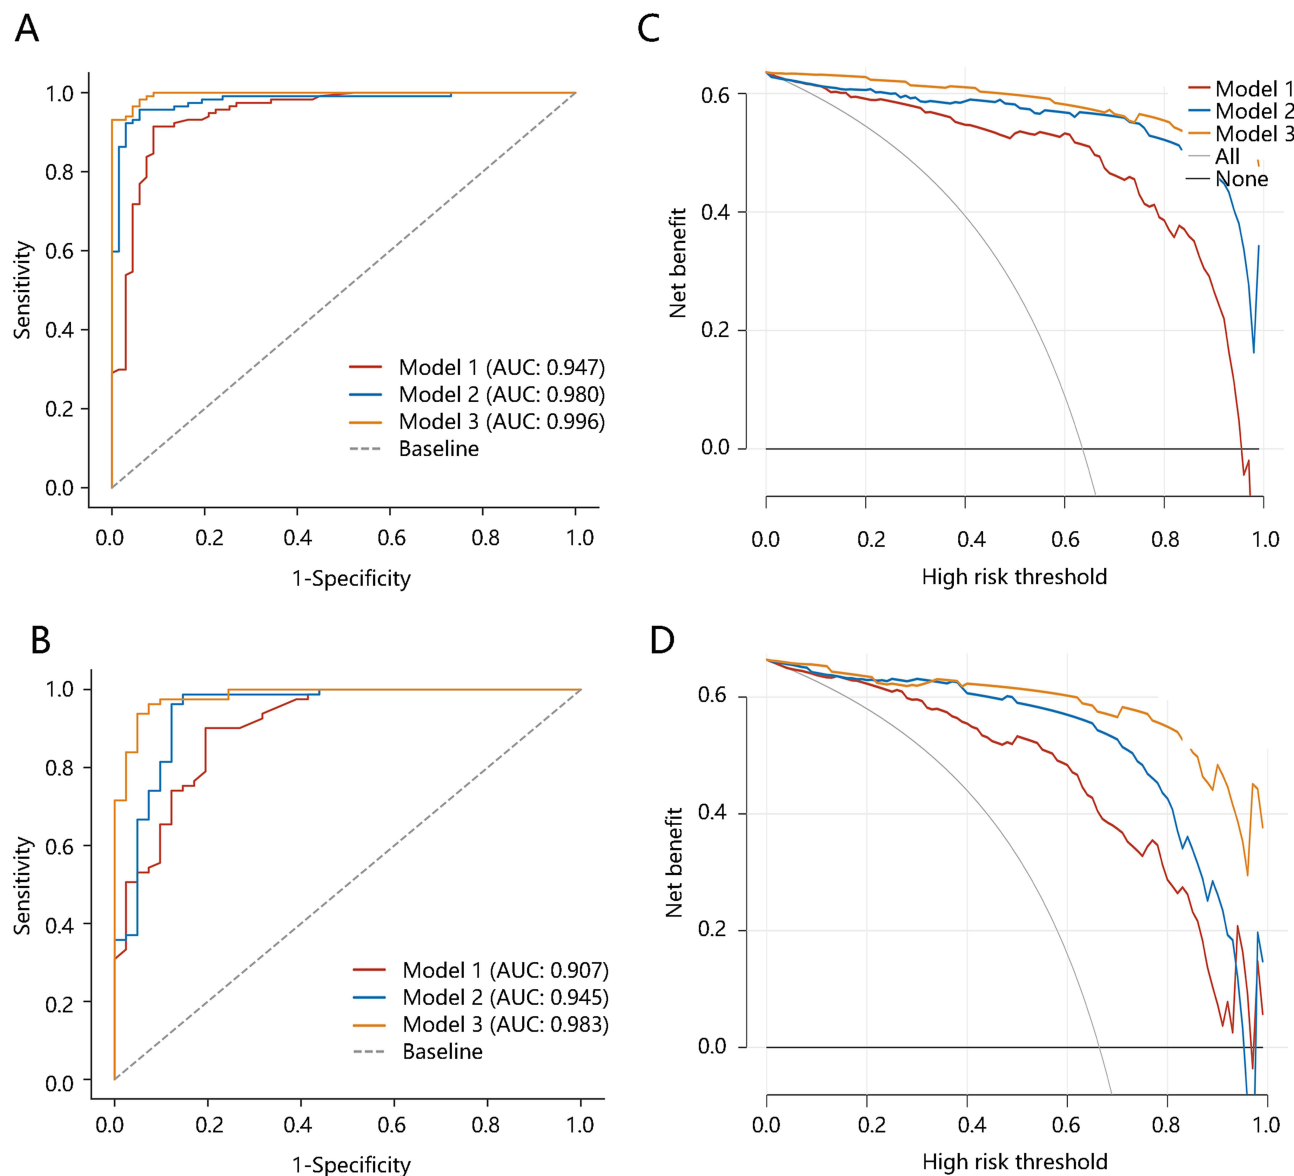 A
1.0
0.8
0.6
0.4
0.2
0.0
Sensitivity
Model 1 (AUC: 0.947)
Model 2 (AUC: 0.980)
Model 3 (AUC: 0.996)
Baseline
0.0 0.2 0.4 0.6 0.8 1.0
1-Specificity
C
0.6
0.4
0.2
0.0
Net benefit
Model 1
Model 2
Model 3
All
None
0.0 0.2 0.4 0.6 0.8 1.0
High risk threshold
B
1.0
0.8
0.6
0.4
0.2
0.0
Sensitivity
Model 1 (AUC: 0.907)
Model 2 (AUC: 0.945)
Model 3 (AUC: 0.983)
Baseline
0.0 0.2 0.4 0.6 0.8 1.0
1-Specificity
D
0.6
0.4
0.2
0.0
Net benefit
0.0 0.2 0.4 0.6 0.8 1.0
High risk threshold